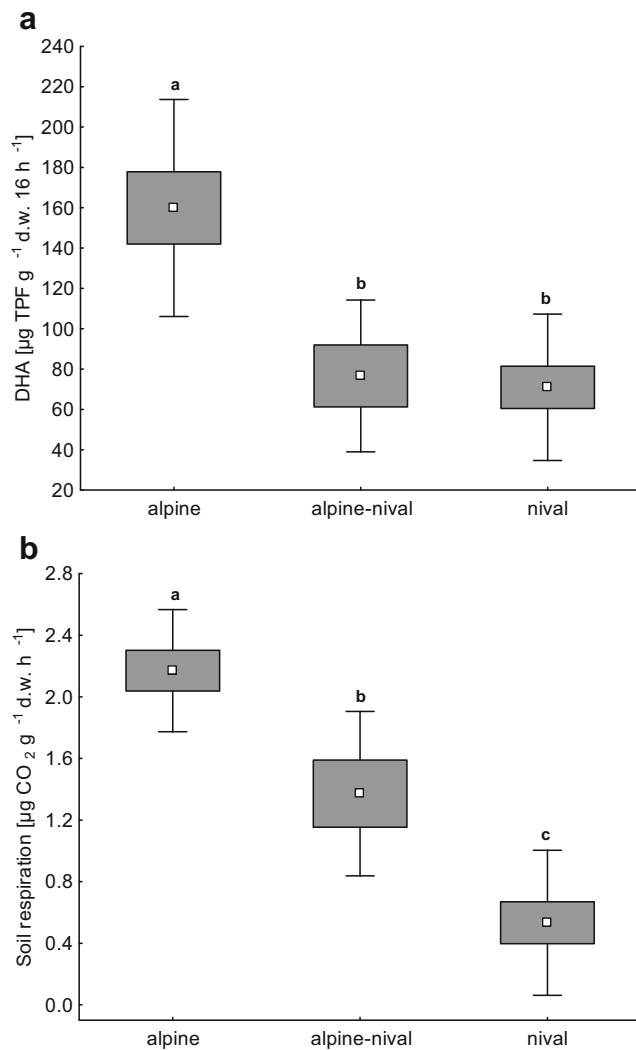 a
DHA [µg TPF g ⁻¹ d.w. 16 h ⁻¹]
240
220
200
180
160
140
120
100
80
60
40
20
a
b
b
alpine
alpine-nival
nival
b
Soil respiration [µg CO ₂ g ⁻¹ d.w. h ⁻¹]
2.8
2.4
2.0
1.6
1.2
0.8
0.4
0.0
a
b
c
alpine
alpine-nival
nival